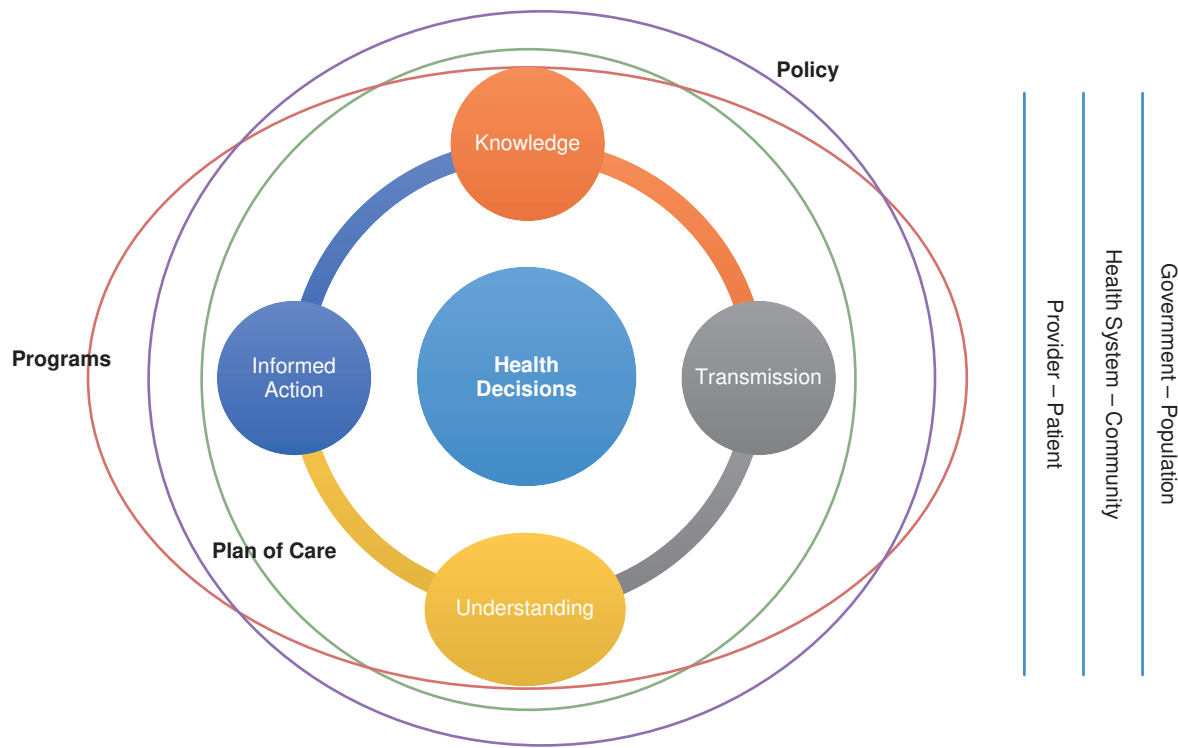 Policy
Knowledge
Programs
Informed
Action
Health
Decisions
Transmission
Plan of Care
Understanding
Provider – Patient
Health System – Community
Government – Population